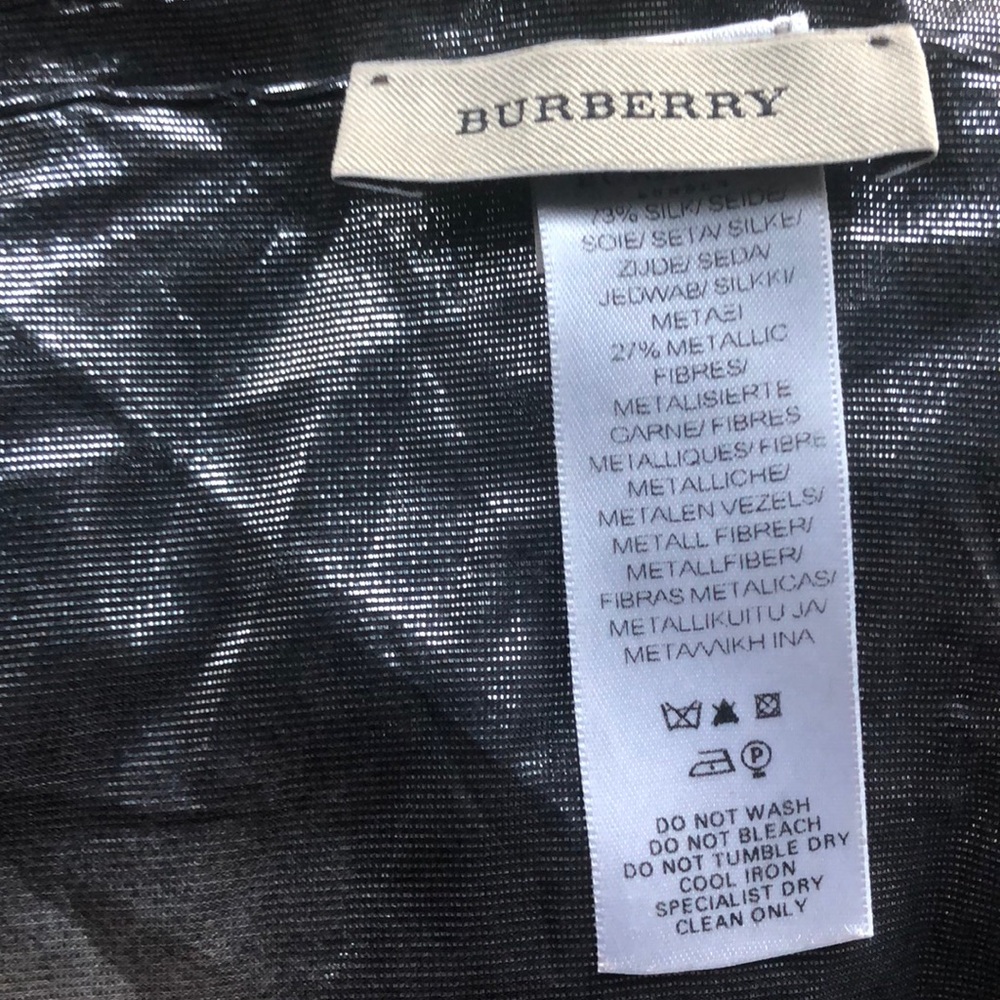 BURBERRY
73% SILK/ SEIDE/
SOIE/ SETA/ SILKE/
ZIJDE/ SEDA/
JEDWAB/ SILKKI/
ΜΕΤΑΞΙ
27% METALLIC
FIBRES/
METALISIERTE
GARNE/ FIBRES
METALLIQUES/ FIBRE
METALLICHE/
METALEN VEZELS/
METALL FIBRER/
METALLFIBER/
FIBRAS METALICAS/
METALLIKUITU JA/
ΜΕΤΑΛΛΙΚΗ ΙΝΑ
P
DO NOT WASH
DO NOT BLEACH
DO NOT TUMBLE DRY
COOL IRON
SPECIALIST DRY
CLEAN ONLY